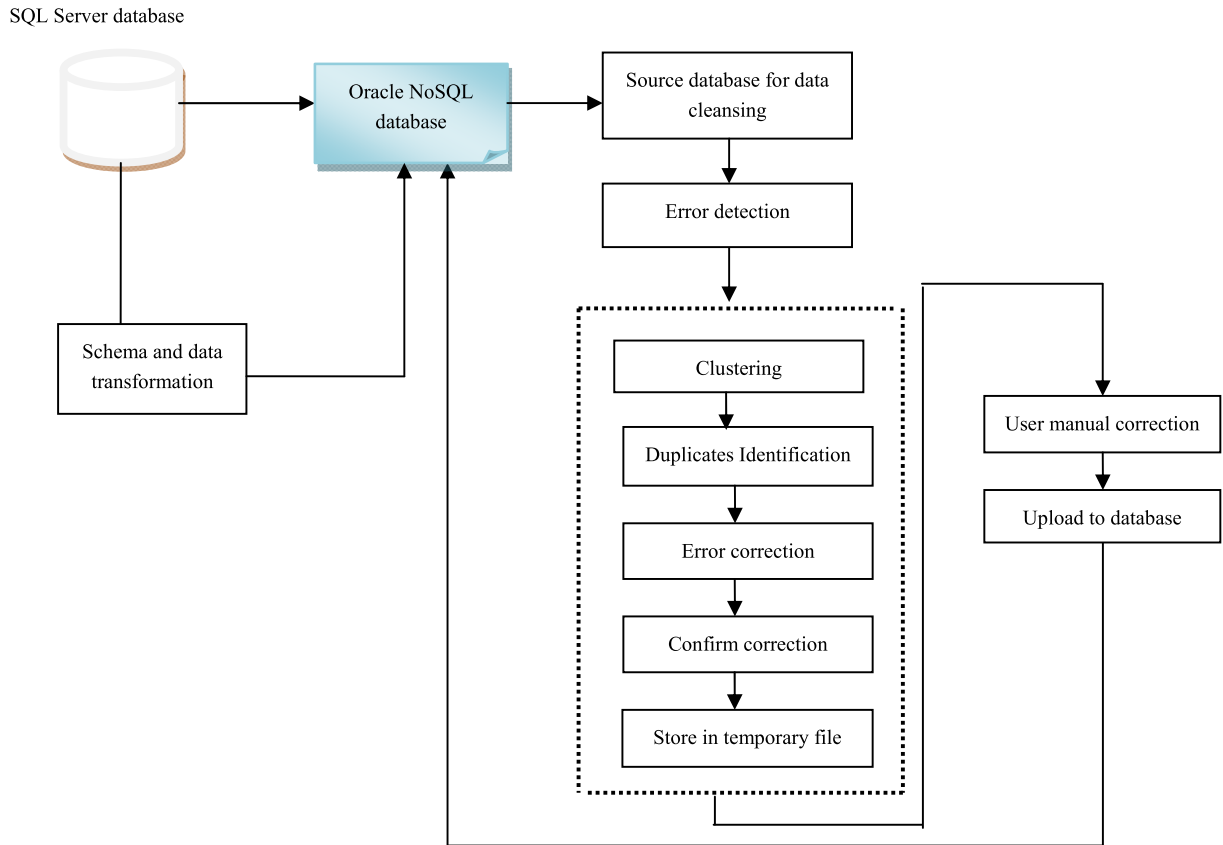 SQL Server database
Oracle NoSQL
database
Source database for data
cleansing
Error detection
Schema and data
transformation
Clustering
Duplicates Identification
Error correction
Confirm correction
Store in temporary file
User manual correction
Upload to database